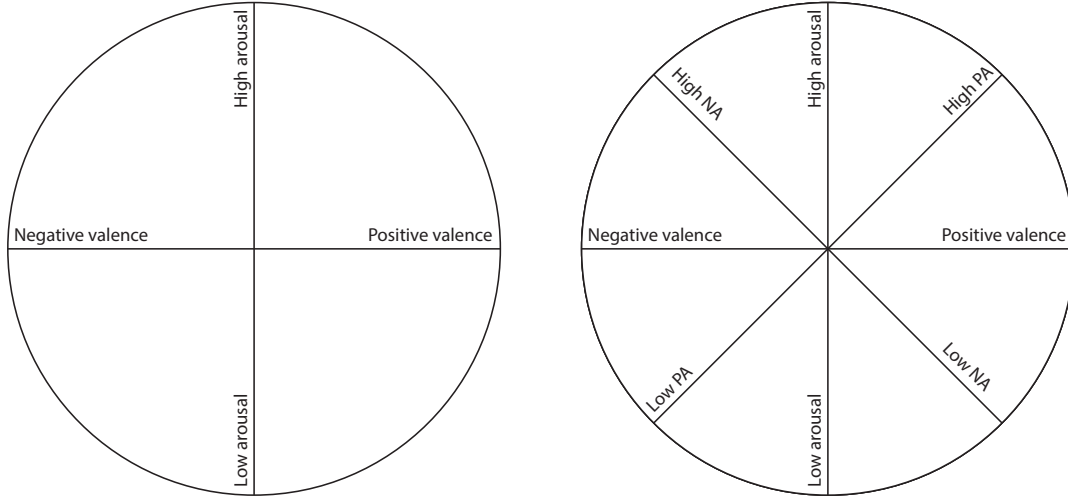 High arousal
Negative valence
Positive valence
Low arousal
High NA
High arousal
High PA
Negative valence
Positive valence
Low PA
Low arousal
Low NA